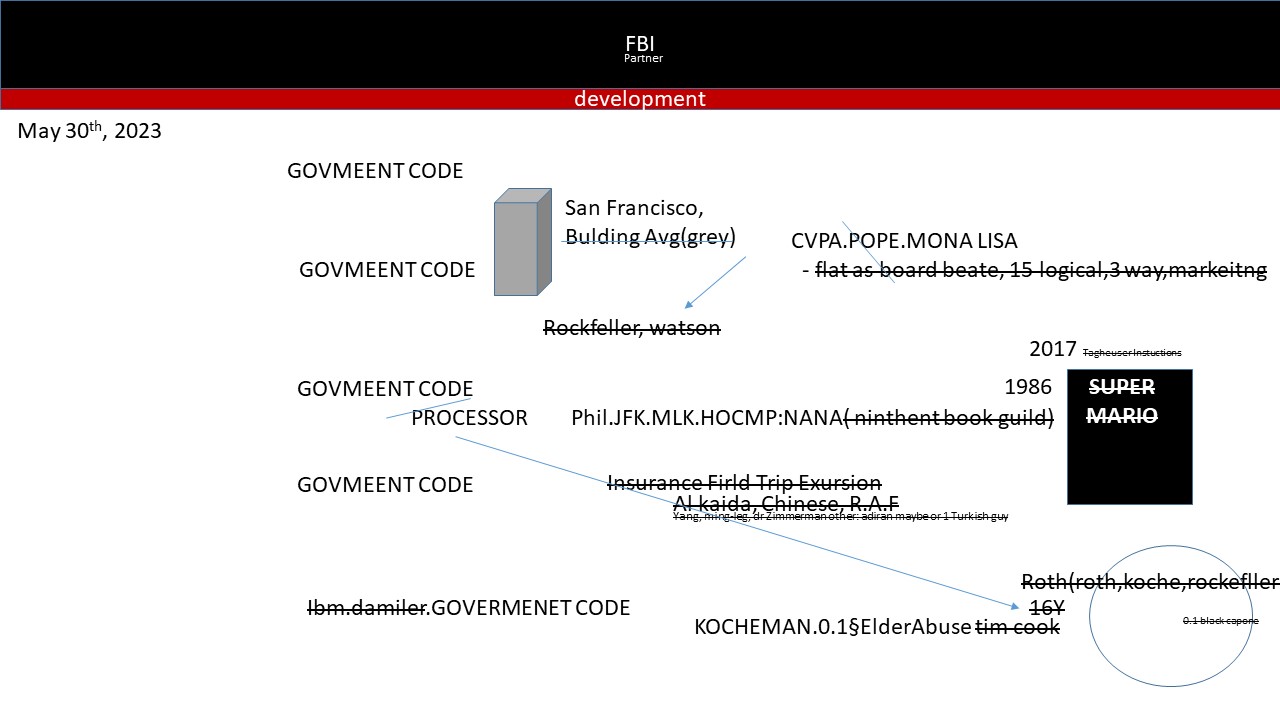 FBI
Partner
development
May 30th, 2023
GOVMEENT CODE
San Francisco,
Bulding Avg(grey)
CVPA.POPE.MONA LISA
GOVMEENT CODE
- flat as board beate, 15 logical,3 way,markeitng
Rockfeller, watson
2017 Tagheuser Instuctions
GOVMEENT CODE
1986
SUPER
MARIO
PROCESSOR
Phil.JFK.MLK.HOCMP:NANA( ninthent book guild)
GOVMEENT CODE
Insurance Firld Trip Exursion
Al kaida, Chinese, R.A.F
Yang, ming-leg, dr Zimmerman other: adiran maybe or 1 Turkish guy
Roth(roth,koche,rockefller
Ibm.damiler.GOVERMENET CODE
16Y
0.1 black capone
KOCHEMAN.0.1§ElderAbuse tim cook